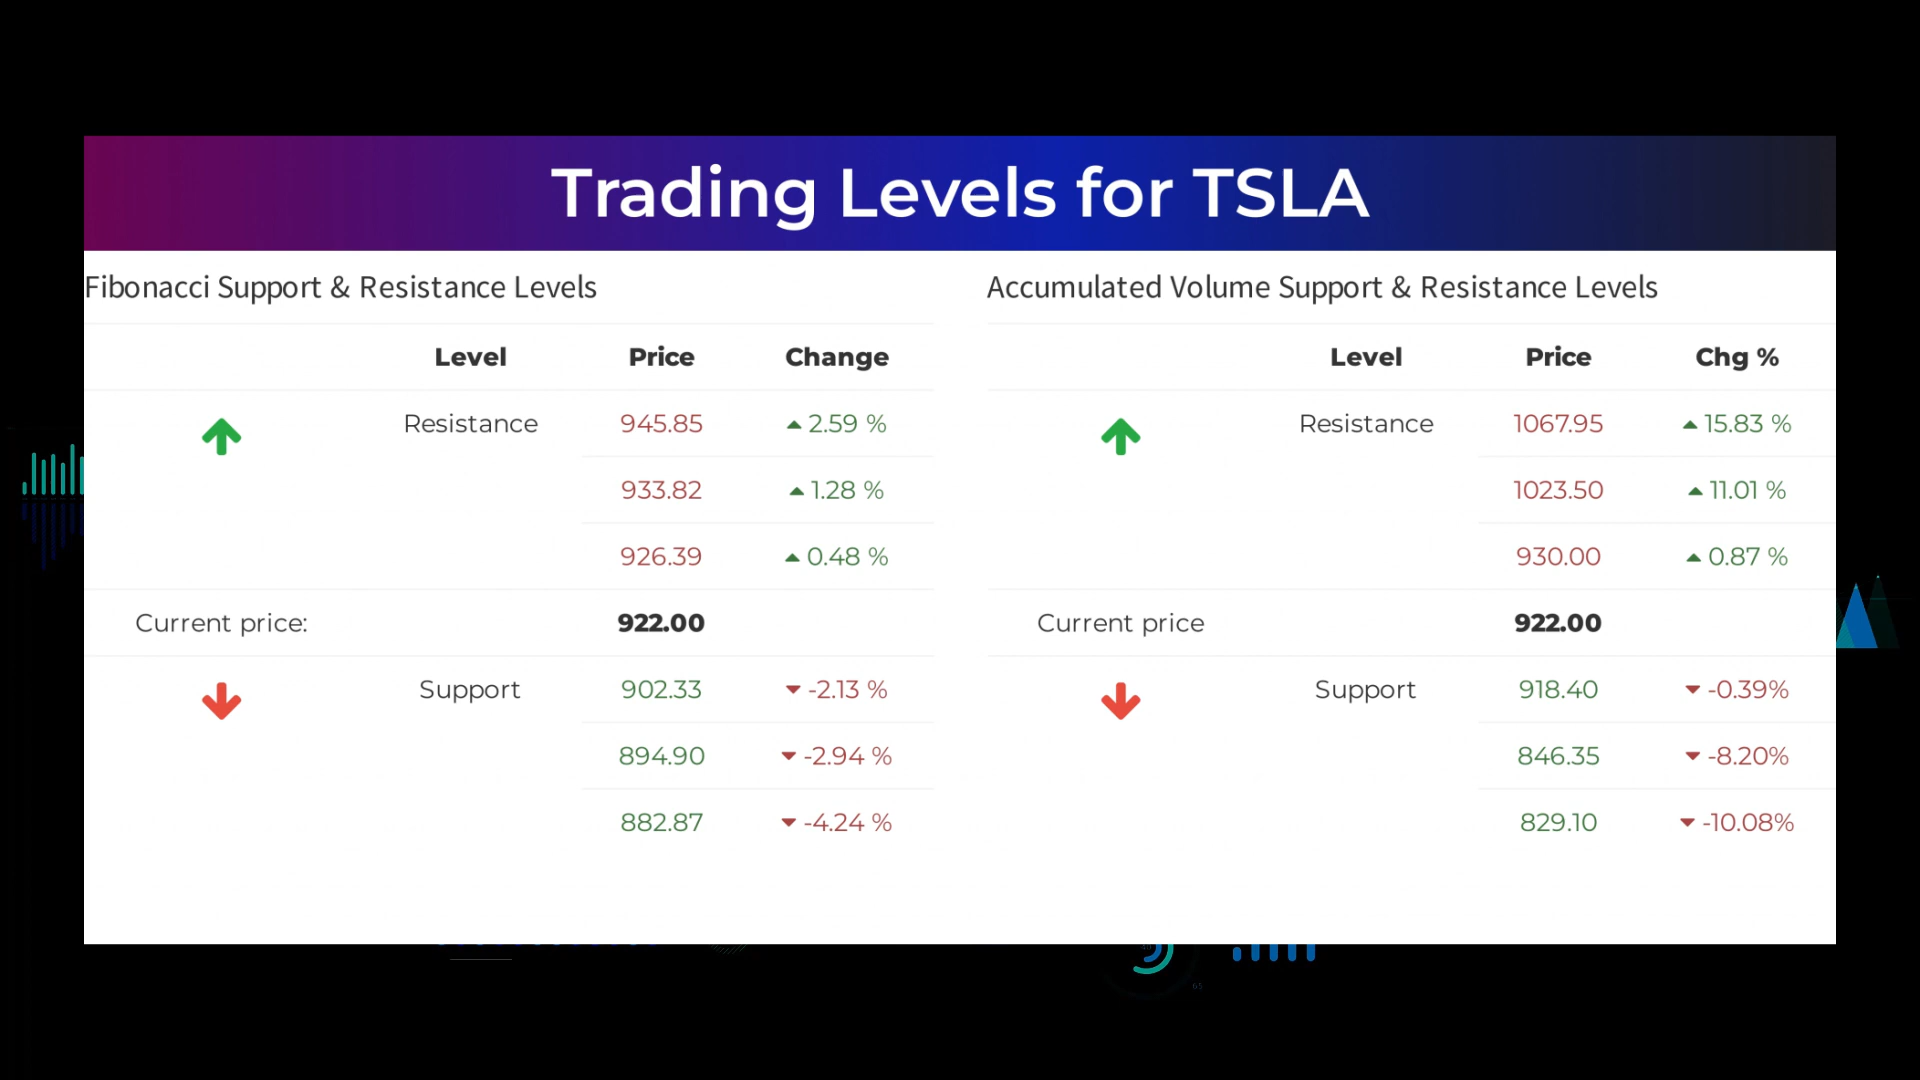 Trading Levels for TSLA
Fibonacci Support & Resistance Levels
Level Price Change
Resistance 945.85 2.59 %
933.82 1.28 %
926.39 0.48 %
Current price: 922.00
Support 902.33 -2.13 %
894.90 -2.94 %
882.87 -4.24 %
Accumulated Volume Support & Resistance Levels
Level Price Chg %
Resistance 1067.95 15.83 %
1023.50 11.01 %
930.00 0.87 %
Current price 922.00
Support 918.40 -0.39%
846.35 -8.20%
829.10 -10.08%